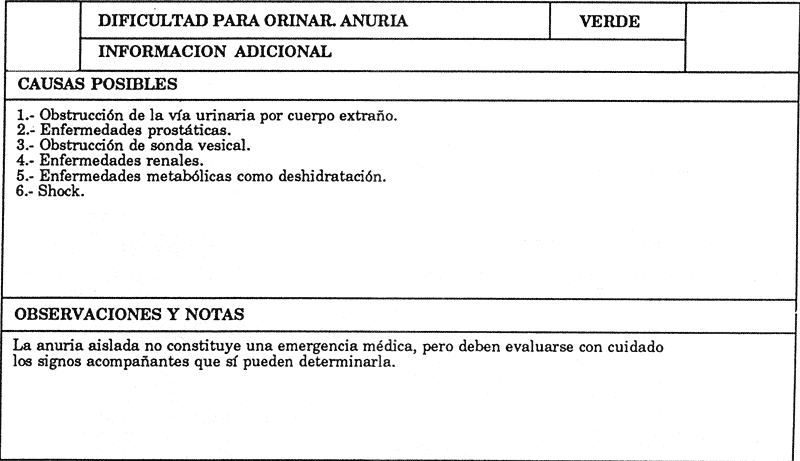 DIFICULTAD PARA ORINAR. ANURIA VERDE
INFORMACION ADICIONAL
CAUSAS POSIBLES
1.- Obstrucción de la vía urinaria por cuerpo extraño.
2.- Enfermedades prostáticas.
3.- Obstrucción de sonda vesical.
4.- Enfermedades renales.
5.- Enfermedades metabólicas como deshidratación.
6.- Shock.
OBSERVACIONES Y NOTAS
La anuria aislada no constituye una emergencia médica, pero deben evaluarse con cuidado
los signos acompañantes que sí pueden determinarla.